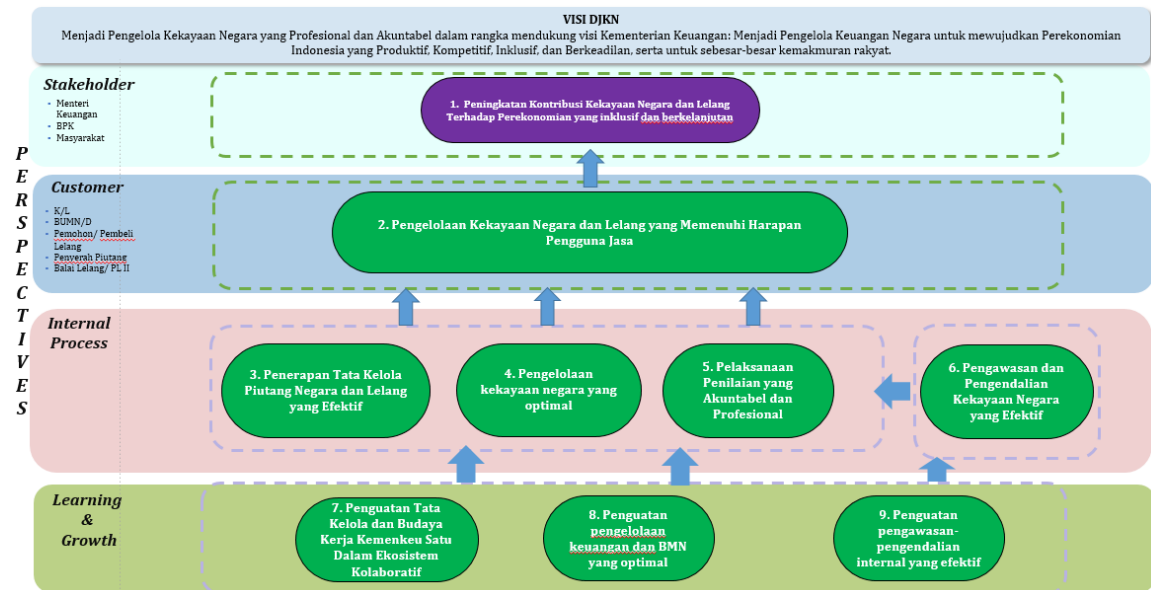 VISI DJKN
Menjadi Pengelola Kekayaan Negara yang Profesional dan Akuntabel dalam rangka mendukung visi Kementerian Keuangan: Menjadi Pengelola Keuangan Negara untuk mewujudkan Perekonomian
Indonesia yang Produktif, Kompetitif, Inklusif, dan Berkeadilan, serta untuk sebesar-besar kemakmuran rakyat.
PERSPECTIVES
Stakeholder
- Menteri
Keuangan
- BPK
- Masyarakat
1. Peningkatan Kontribusi Kekayaan Negara dan Lelang
Terhadap Perekonomian yang inklusif dan berkelanjutan
Customer
- K/L
- BUMN/D
- Pemohon/ Pembeli
Lelang
- Penyerah Piutang
- Balai Lelang/ PL II
2. Pengelolaan Kekayaan Negara dan Lelang yang Memenuhi Harapan
Pengguna Jasa
Internal
Process
3. Penerapan Tata Kelola
Piutang Negara dan Lelang
yang Efektif
4. Pengelolaan
kekayaan negara yang
optimal
5. Pelaksanaan
Penilaian yang
Akuntabel dan
Profesional
6. Pengawasan dan
Pengendalian
Kekayaan Negara
yang Efektif
Learning
&
Growth
7. Penguatan Tata
Kelola dan Budaya
Kerja Kemenkeu Satu
Dalam Ekosistem
Kolaboratif
8. Penguatan
pengelolaan
keuangan dan BMN
yang optimal
9. Penguatan
pengawasan-
pengendalian
internal yang efektif